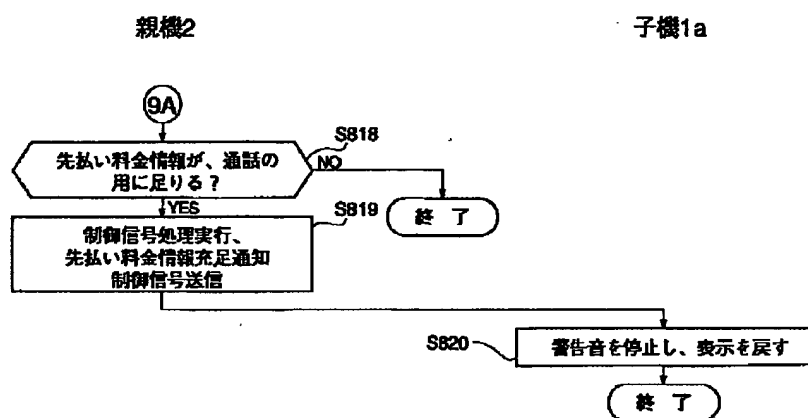 親機2
子機1a
9A
S818
先払い料金情報が、通話の
用に足りる?
NO
終 了
YES
S819
制御信号処理実行、
先払い料金情報充足通知
制御信号送信
S820
警告音を停止し、表示を戻す
終 了